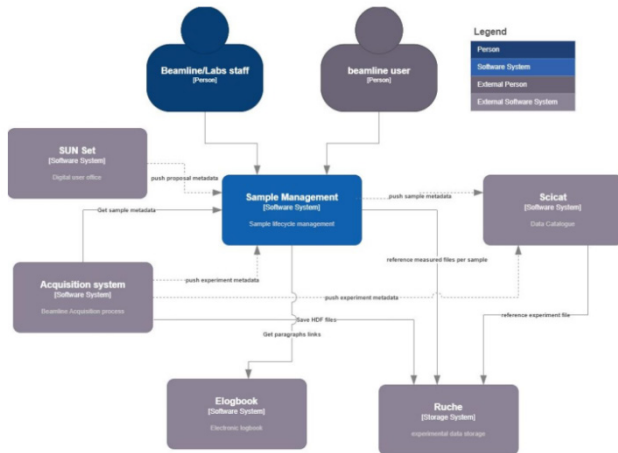 Legend
Person
Software System
External Person
External Software System
Beamline/Labs staff
[Person]
beamline user
[Person]
SUN Set
[Software System]
Digital user office
push proposal metadata
Sample Management
[Software System]
Sample lifecycle management
push sample metadata
Scicat
[Software System]
Data Catalogue
Get sample metadata
reference measured files per sample
Acquisition system
[Software System]
Beamline Acquisition process
push experiment metadata
push experiment metadata
Save HDF files
reference experiment file
Get paragraphs links
Elogbook
[Software System]
Electronic logbook
Ruche
[Storage System]
experimental data storage